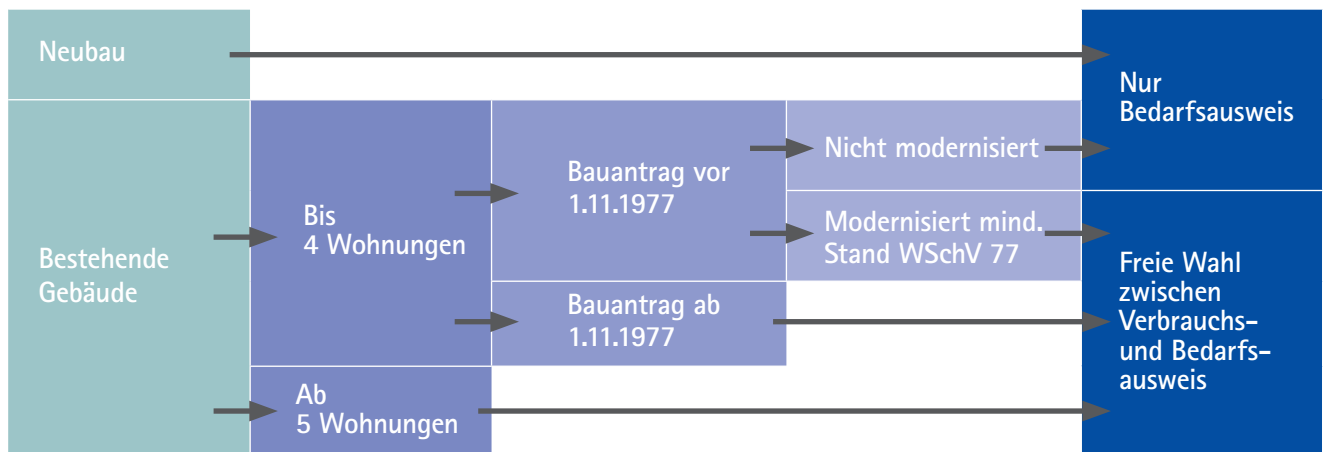 Neubau
Nur
Bedarfsausweis
Bestehende
Gebäude
Bis
4 Wohnungen
Bauantrag vor
1.11.1977
Nicht modernisiert
Modernisiert mind.
Stand WSchV 77
Bauantrag ab
1.11.1977
Ab
5 Wohnungen
Freie Wahl
zwischen
Verbrauchs-
und Bedarfs-
ausweis